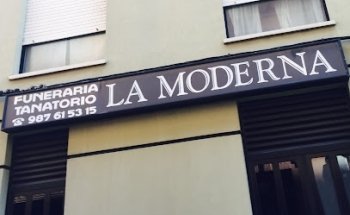 FUNERARIA
TANATORIO
☎ 987 61 53 15
LA MODERNA